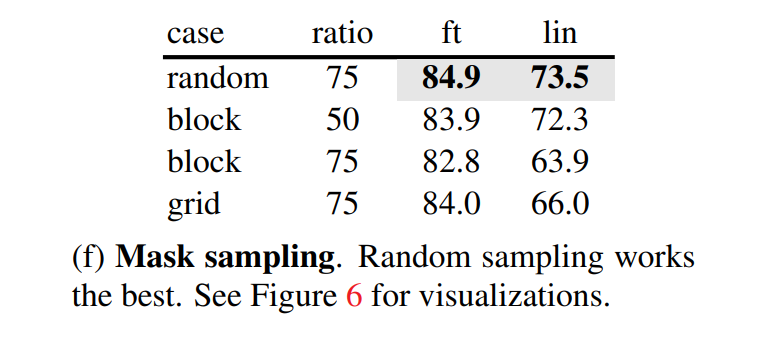 case ratio ft lin
random 75 84.9 73.5
block 50 83.9 72.3
block 75 82.8 63.9
grid 75 84.0 66.0
(f) Mask sampling. Random sampling works
the best. See Figure 6 for visualizations.